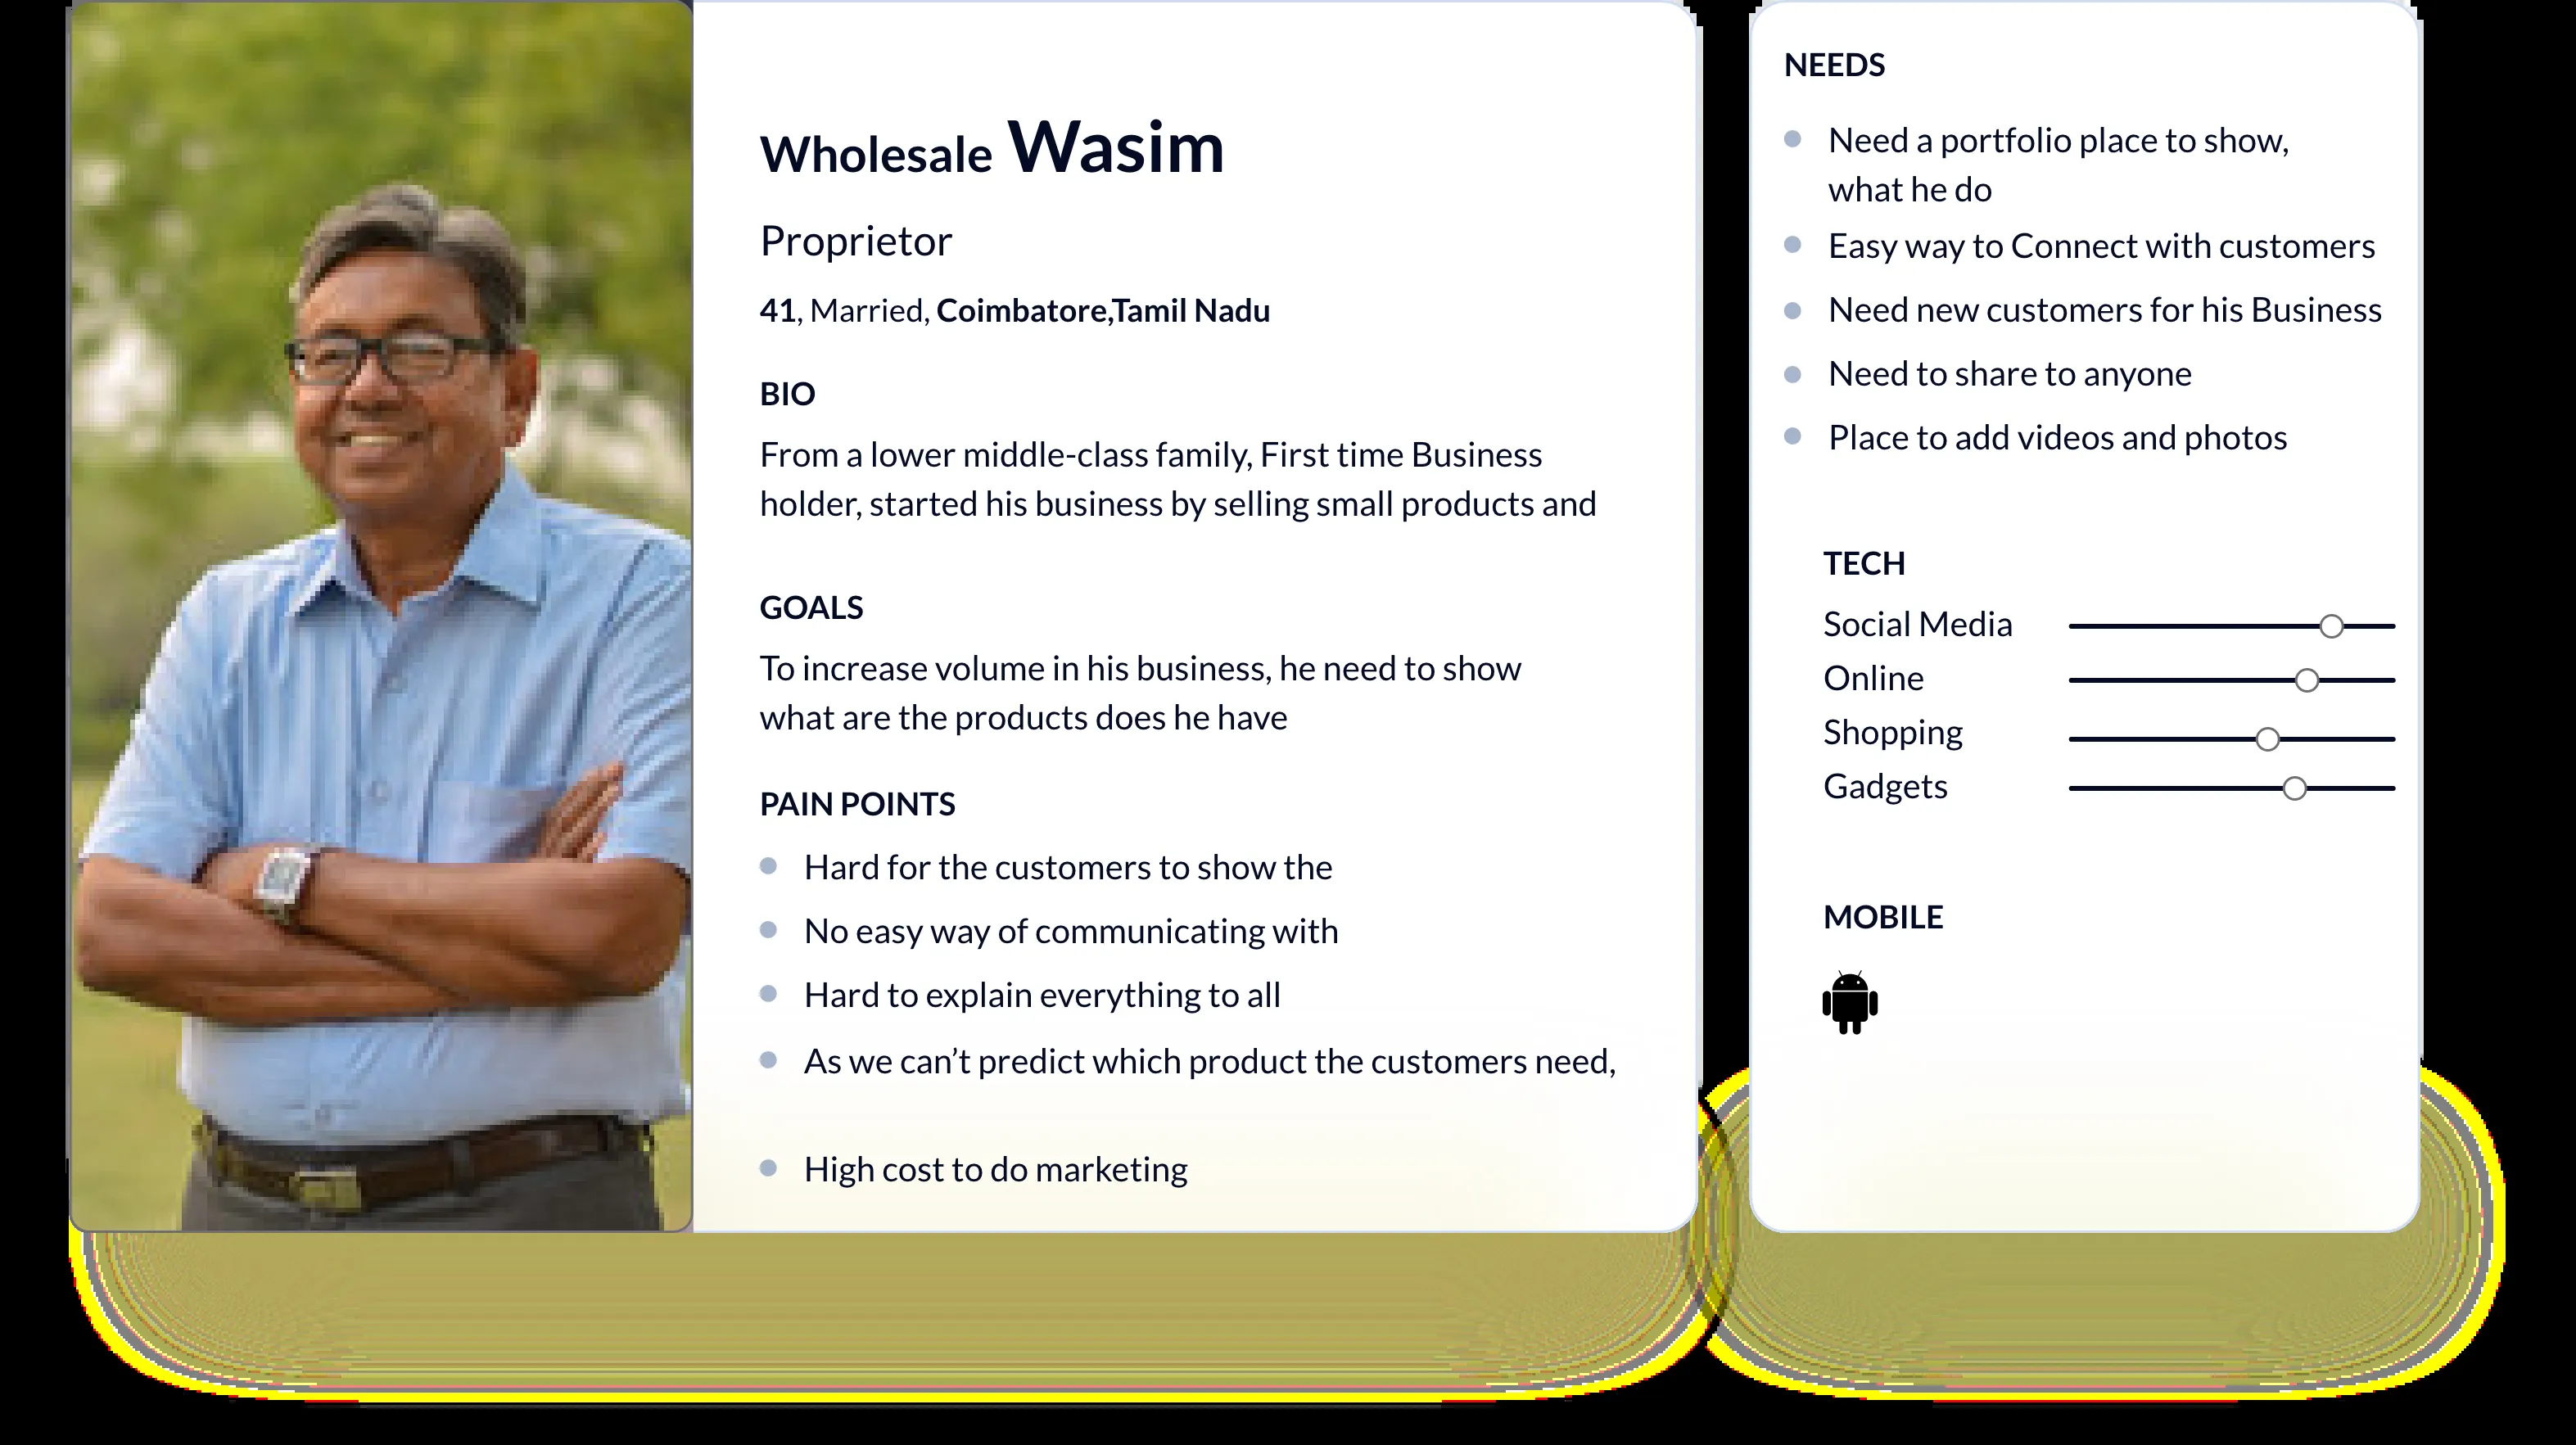 Wholesale Wasim
Proprietor
41, Married, Coimbatore,Tamil Nadu
BIO
From a lower middle-class family, First time Business
holder, started his business by selling small products and
GOALS
To increase volume in his business, he need to show
what are the products does he have
PAIN POINTS
Hard for the customers to show the
No easy way of communicating with
Hard to explain everything to all
As we can’t predict which product the customers need,
High cost to do marketing
NEEDS
Need a portfolio place to show,
what he do
Easy way to Connect with customers
Need new customers for his Business
Need to share to anyone
Place to add videos and photos
TECH
Social Media
Online
Shopping
Gadgets
MOBILE